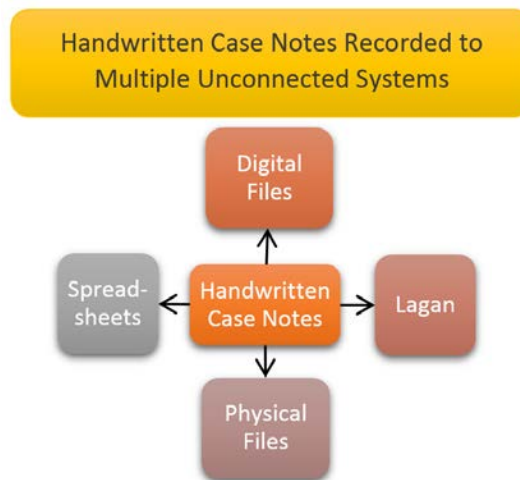 Handwritten Case Notes Recorded to
Multiple Unconnected Systems
Digital
Files
Spread-
sheets
Handwritten
Case Notes
Lagan
Physical
Files